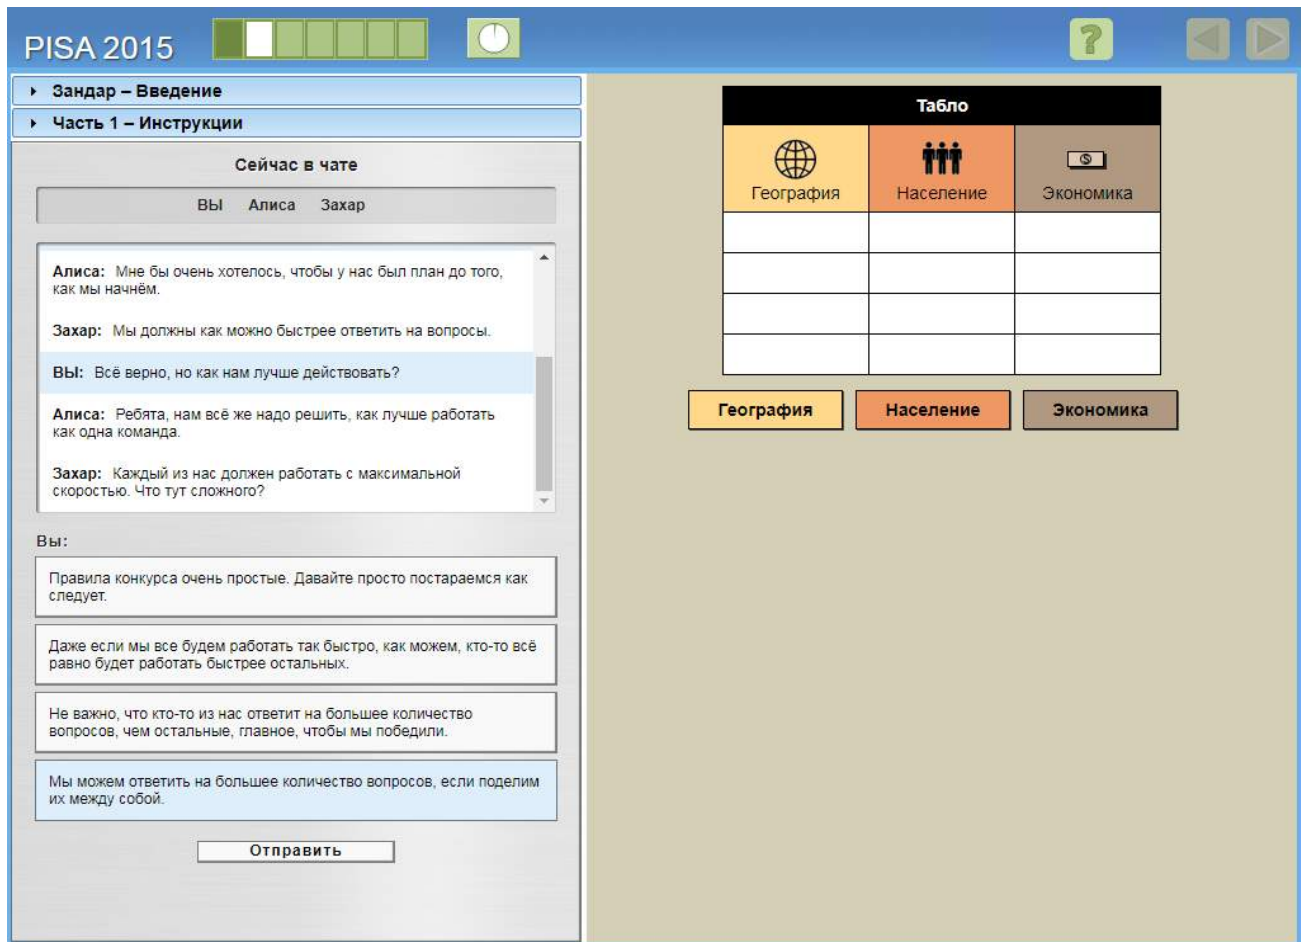 PISA 2015
?
Зандар – Введение
Часть 1 – Инструкции
Сейчас в чате
ВЫ Алиса Захар
Алиса: Мне бы очень хотелось, чтобы у нас был план до того,
как мы начнём.
Захар: Мы должны как можно быстрее ответить на вопросы.
ВЫ: Всё верно, но как нам лучше действовать?
Алиса: Ребята, нам всё же надо решить, как лучше работать
как одна команда.
Захар: Каждый из нас должен работать с максимальной
скоростью. Что тут сложного?
Вы:
Правила конкурса очень простые. Давайте просто постараемся как
следует.
Даже если мы все будем работать так быстро, как можем, кто-то всё
равно будет работать быстрее остальных.
Не важно, что кто-то из нас ответит на большее количество
вопросов, чем остальные, главное, чтобы мы победили.
Мы можем ответить на большее количество вопросов, если поделим
их между собой.
Отправить
Табло
География Население Экономика
География Население Экономика